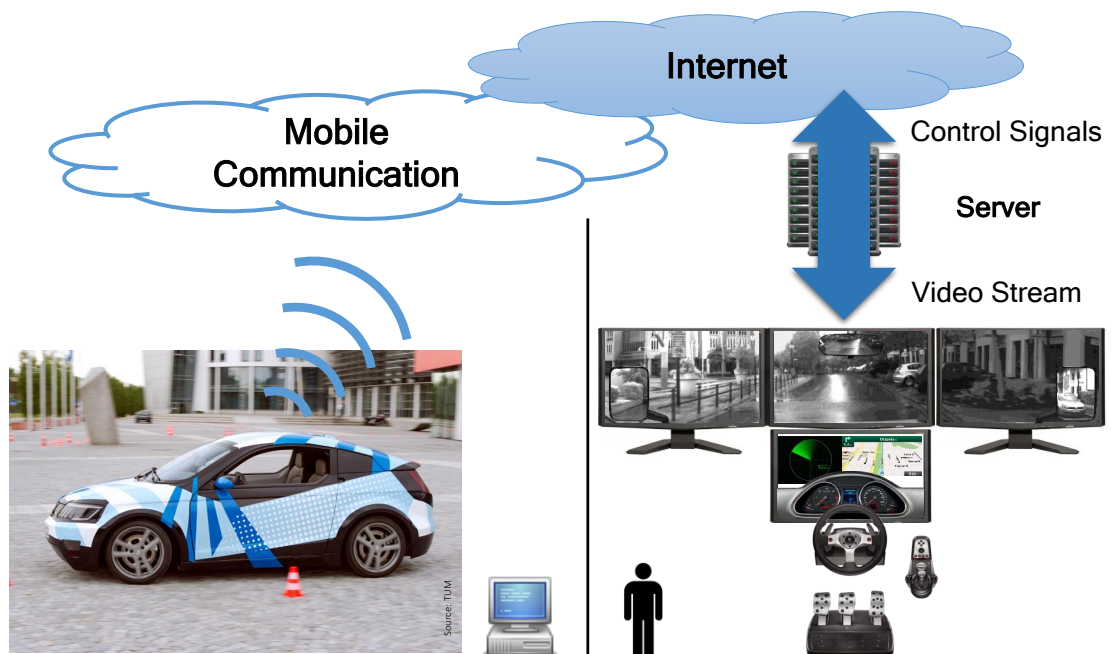 Internet
Mobile
Communication
Control Signals
Server
Video Stream
Source: TUM